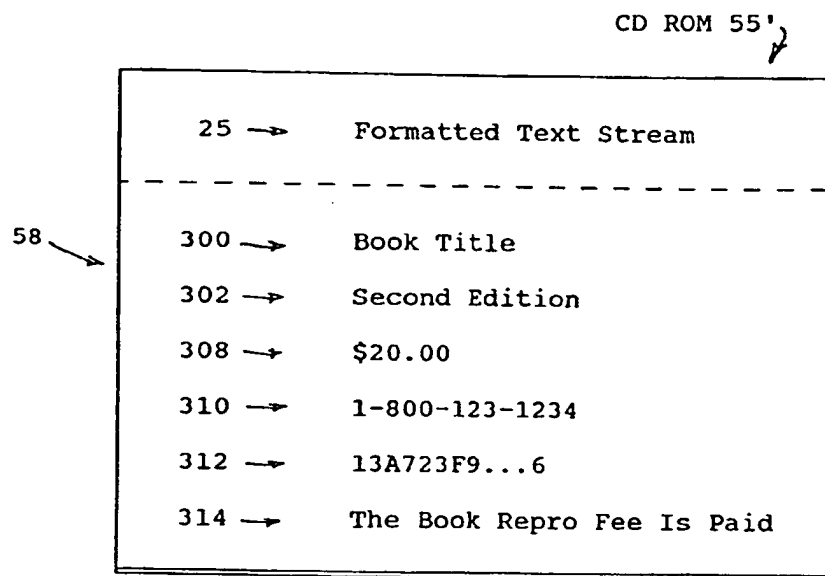 CD ROM 55'
25 Formatted Text Stream
58
300 Book Title
302 Second Edition
308 $20.00
310 1-800-123-1234
312 13A723F9...6
314 The Book Repro Fee Is Paid